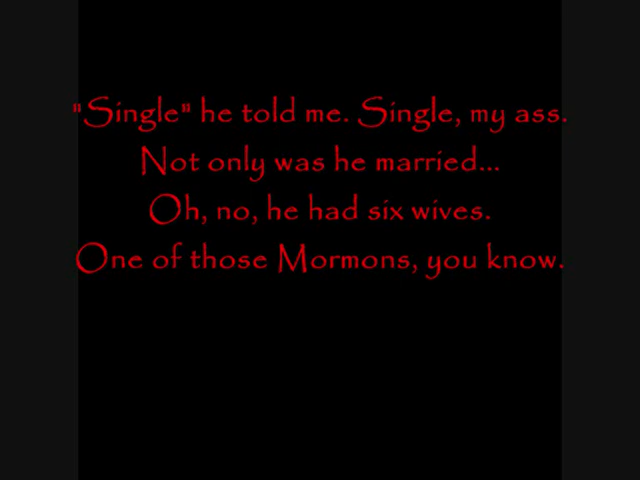 "Single" he told me. Single, my ass.
Not only was he married...
Oh, no, he had six wives.
One of those Mormons, you know.